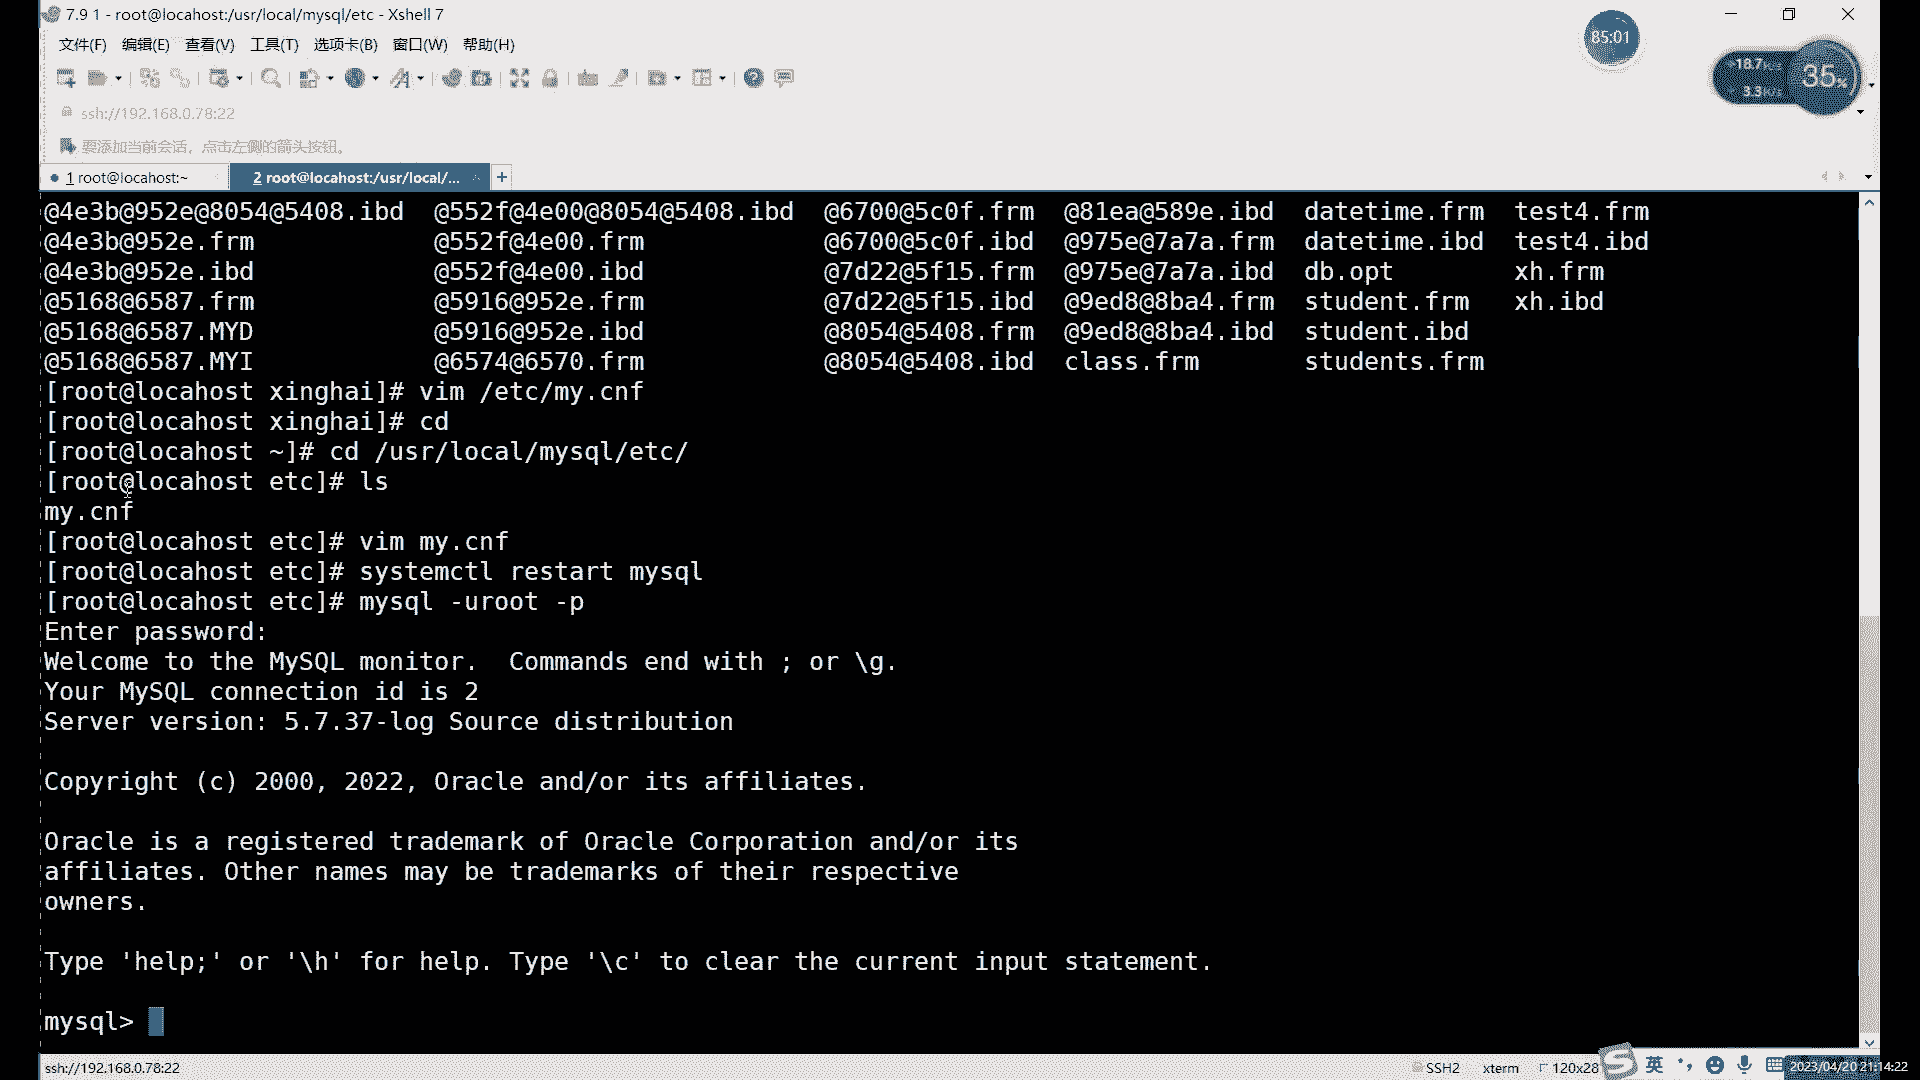 7.9 1 - root@locahost:/usr/local/mysql/etc - Xshell 7
85:01
文件(F) 编辑(E) 查看(V) 工具(T) 选项卡(B) 窗口(W) 帮助(H)
18.7K/s
35%
3.3K/s
ssh://192.168.0.78:22
要添加当前会话，点击左侧的箭头按钮。
1 root@locahost:~ 2 root@locahost:/usr/local/... +
@4e3b@952e@8054@5408.ibd @552f@4e00@8054@5408.ibd @6700@5c0f.frm @81ea@589e.ibd datetime.frm test4.frm
@4e3b@952e.frm @552f@4e00.frm @6700@5c0f.ibd @975e@7a7a.frm datetime.ibd test4.ibd
@4e3b@952e.ibd @552f@4e00.ibd @7d22@5f15.frm @975e@7a7a.ibd db.opt xh.frm
@5168@6587.frm @5916@952e.frm @7d22@5f15.ibd @9ed8@8ba4.frm student.frm xh.ibd
@5168@6587.MYD @5916@952e.ibd @8054@5408.frm @9ed8@8ba4.ibd student.ibd
@5168@6587.MYI @6574@6570.frm @8054@5408.ibd class.frm students.frm
[root@locahost xinghai]# vim /etc/my.cnf
[root@locahost xinghai]# cd
[root@locahost ~]# cd /usr/local/mysql/etc/
[root@locahost etc]# ls
my.cnf
[root@locahost etc]# vim my.cnf
[root@locahost etc]# systemctl restart mysql
[root@locahost etc]# mysql -uroot -p
Enter password:
Welcome to the MySQL monitor.  Commands end with ; or \g.
Your MySQL connection id is 2
Server version: 5.7.37-log Source distribution
Copyright (c) 2000, 2022, Oracle and/or its affiliates.
Oracle is a registered trademark of Oracle Corporation and/or its
affiliates. Other names may be trademarks of their respective
owners.
Type 'help;' or '\h' for help. Type '\c' to clear the current input statement.
mysql>
ssh://192.168.0.78:22 SSH2 xterm 120x28 英 2023/04/20 21:14:22